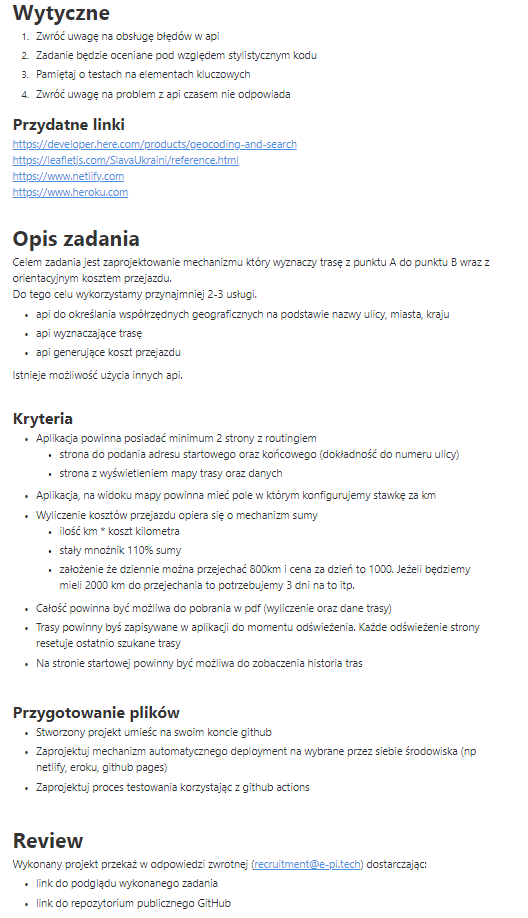 Wytyczne
1. Zwróć uwagę na obsługę błędów w api
2. Zadanie będzie oceniane pod względem stylistycznym kodu
3. Pamiętaj o testach na elementach kluczowych
4. Zwróć uwagę na problem z api czasem nie odpowiada
Przydatne linki
https://developer.here.com/products/geocoding-and-search
https://leafletjs.com/SlavaUkraini/reference.html
https://www.netlify.com
https://www.heroku.com
Opis zadania
Celem zadania jest zaprojektowanie mechanizmu który wyznaczy trasę z punktu A do punktu B wraz z
orientacyjnym kosztem przejazdu.
Do tego celu wykorzystamy przynajmniej 2-3 usługi.
• api do określania współrzędnych geograficznych na podstawie nazwy ulicy, miasta, kraju
• api wyznaczające trasę
• api generujące koszt przejazdu
Istnieje możliwość użycia innych api.
Kryteria
• Aplikacja powinna posiadać minimum 2 strony z routingiem
• strona do podania adresu startowego oraz końcowego (dokładność do numeru ulicy)
• strona z wyświetleniem mapy trasy oraz danych
• Aplikacja, na widoku mapy powinna mieć pole w którym konfigurujemy stawkę za km
• Wyliczenie kosztów przejazdu opiera się o mechanizm sumy
• ilość km * koszt kilometra
• stały mnożnik 110% sumy
• założenie że dziennie można przejechać 800km i cena za dzień to 1000. Jeżeli będziemy
mieli 2000 km do przejechania to potrzebujemy 3 dni na to itp.
• Całość powinna być możliwa do pobrania w pdf (wyliczenie oraz dane trasy)
• Trasy powinny byś zapisywane w aplikacji do momentu odświeżenia. Każde odświeżenie strony
resetuje ostatnio szukane trasy
• Na stronie startowej powinny być możliwa do zobaczenia historia tras
Przygotowanie plików
• Stworzony projekt umieśc na swoim koncie github
• Zaprojektuj mechanizm automatycznego deployment na wybrane przez siebie środowiska (np
netlify, eroku, github pages)
• Zaprojektuj proces testowania korzystając z github actions
Review
Wykonany projekt przekaż w odpowiedzi zwrotnej (recruitment@e-pi.tech) dostarczając:
• link do podglądu wykonanego zadania
• link do repozytorium publicznego GitHub